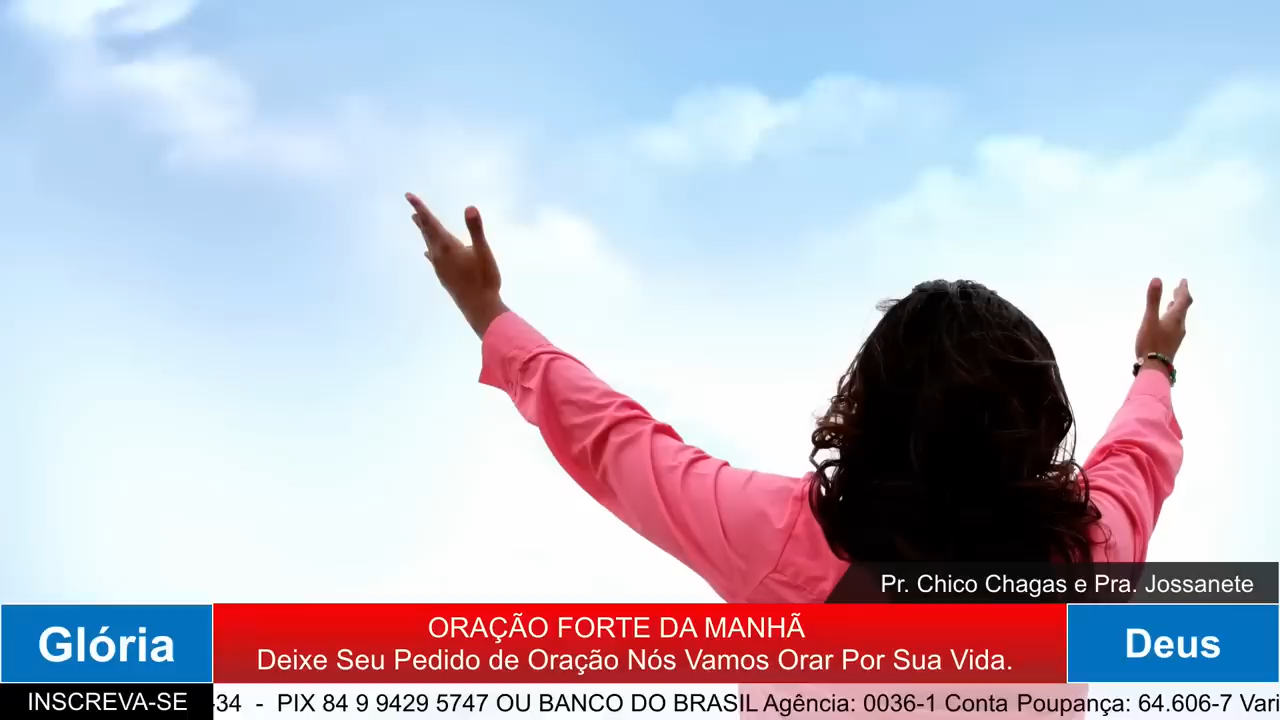 Pr. Chico Chagas e Pra. Jossanete
Glória
ORAÇÃO FORTE DA MANHÃ
Deixe Seu Pedido de Oração Nós Vamos Orar Por Sua Vida.
Deus
INSCREVA-SE
34 - PIX 84 9 9429 5747 OU BANCO DO BRASIL Agência: 0036-1 Conta Poupança: 64.606-7 Vari